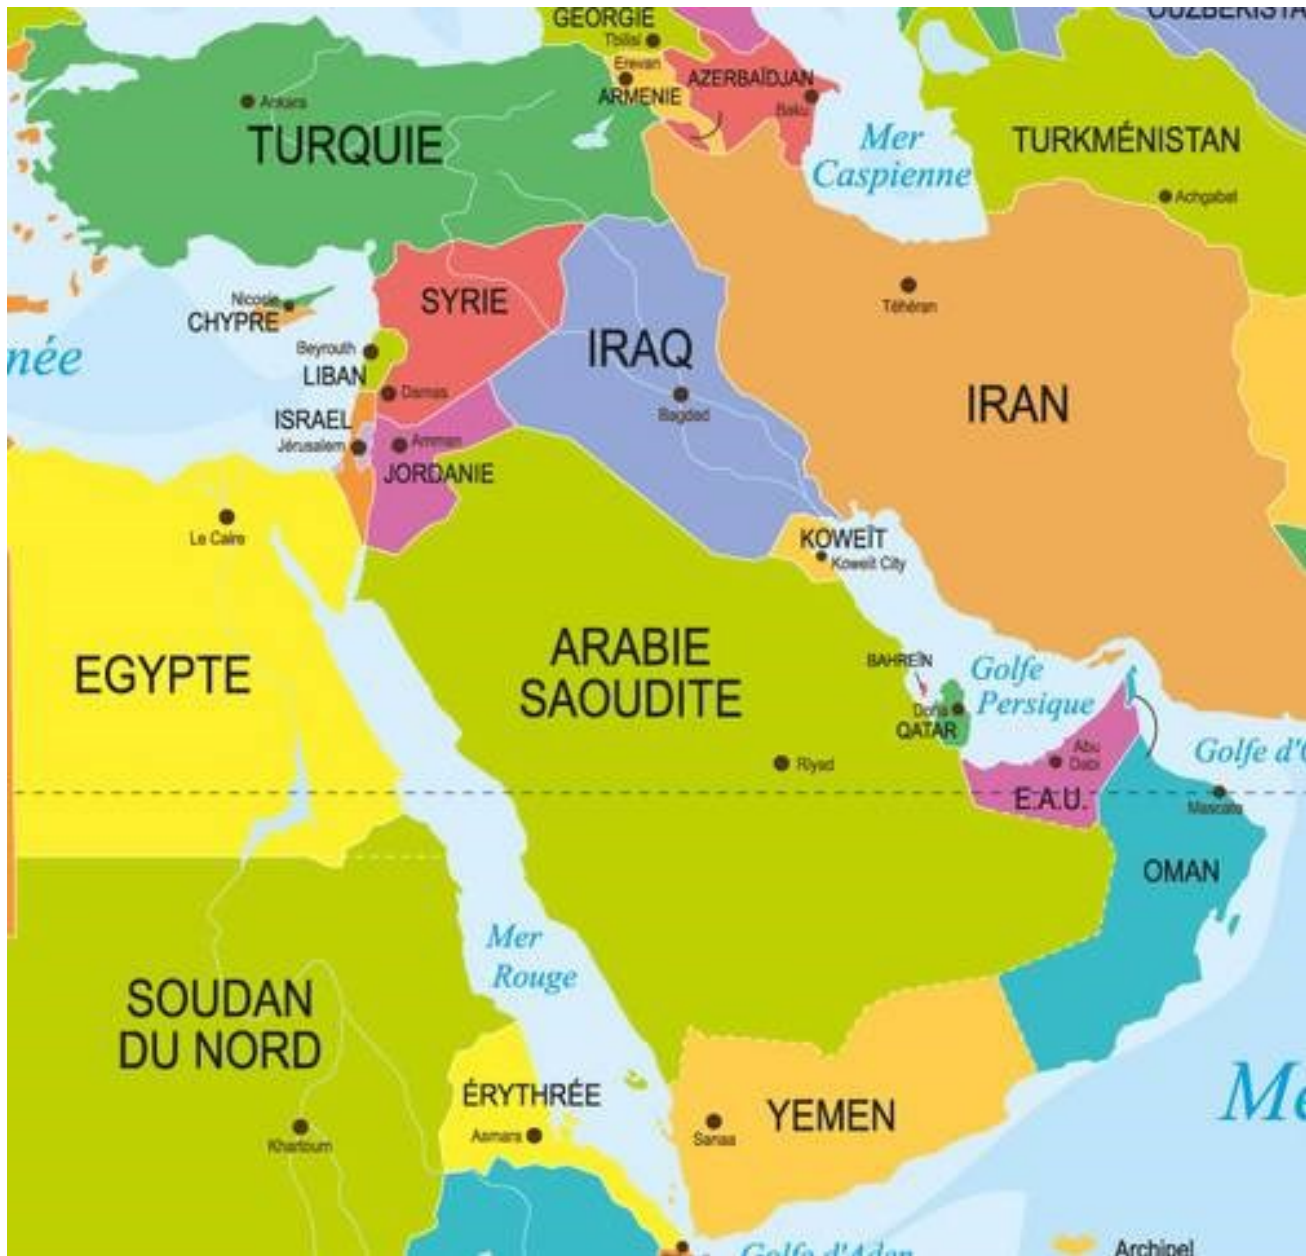 GEORGIE
Tbilisi
OUZBÉKISTA
Erevan
ARMENIE
AZERBAÏDJAN
Baku
Mer
Caspienne
TURKMÉNISTAN
Achgabat
Ankara
TURQUIE
Nicosie
CHYPRE
SYRIE
Téhéran
Beyrouth
LIBAN
Damas
IRAQ
Bagdad
IRAN
née
ISRAEL
Jérusalem
Amman
JORDANIE
Le Caire
KOWEÏT
Koweït City
EGYPTE
ARABIE
SAOUDITE
BAHREÏN
Golfe
Persique
Doha
QATAR
Riyad
Abu
Dabi
E.A.U.
Golfe d'
Mascate
OMAN
Mer
Rouge
SOUDAN
DU NORD
Khartoum
ÉRYTHRÉE
Asmara
Sanaa
YEMEN
Me
Golfe d'Aden
Archipel